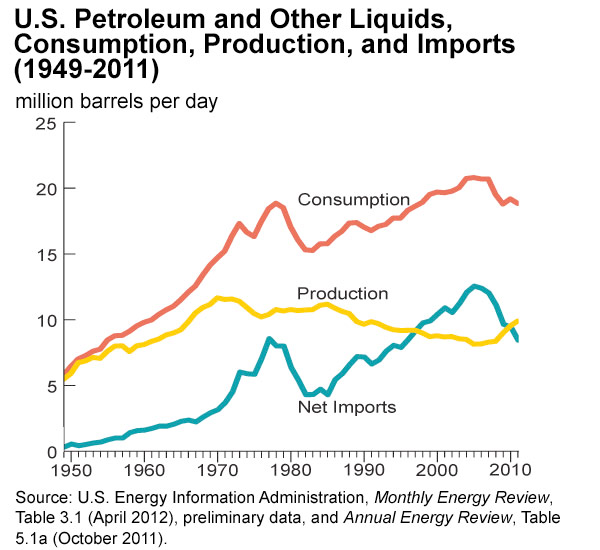 U.S. Petroleum and Other Liquids,
Consumption, Production, and Imports
(1949-2011)
million barrels per day
25
20
Consumption
15
Production
10
5
Net Imports
0
1950 1960 1970 1980 1990 2000 2010
Source: U.S. Energy Information Administration, Monthly Energy Review,
Table 3.1 (April 2012), preliminary data, and Annual Energy Review, Table
5.1a (October 2011).